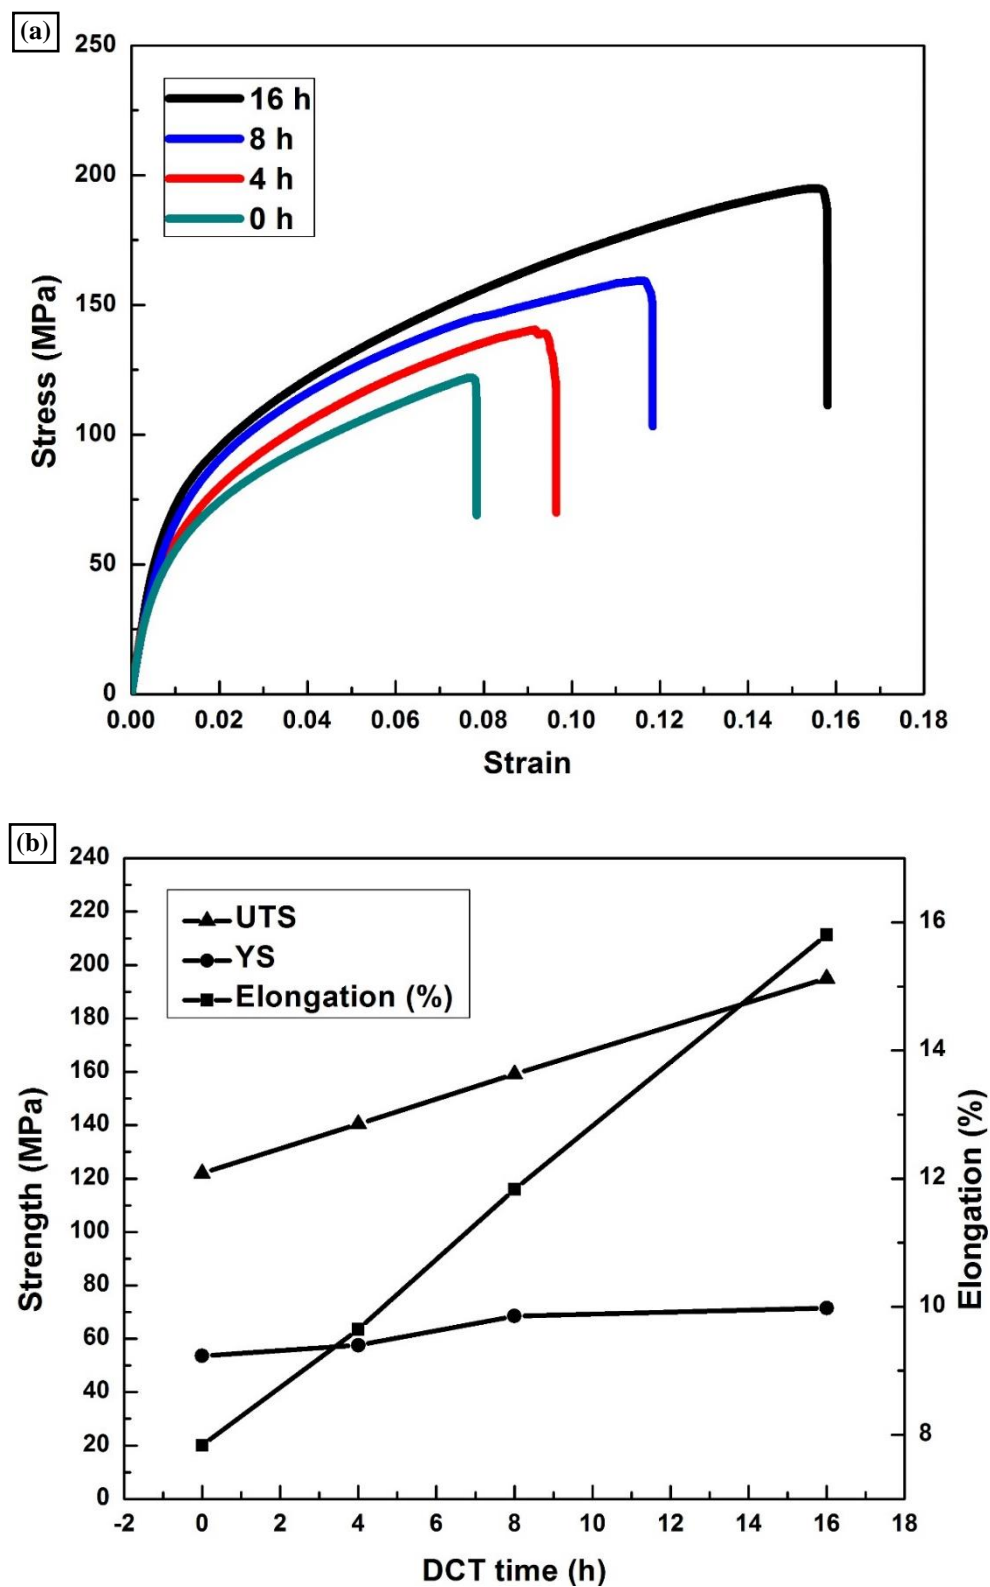 (a)
250
200
150
100
50
0
Stress (MPa)
16 h
8 h
4 h
0 h
0.00 0.02 0.04 0.06 0.08 0.10 0.12 0.14 0.16 0.18
Strain
(b)
240
220
200
180
160
140
120
100
80
60
40
20
0
Strength (MPa)
UTS
YS
Elongation (%)
16
14
12
10
8
Elongation (%)
-2 0 2 4 6 8 10 12 14 16 18
DCT time (h)